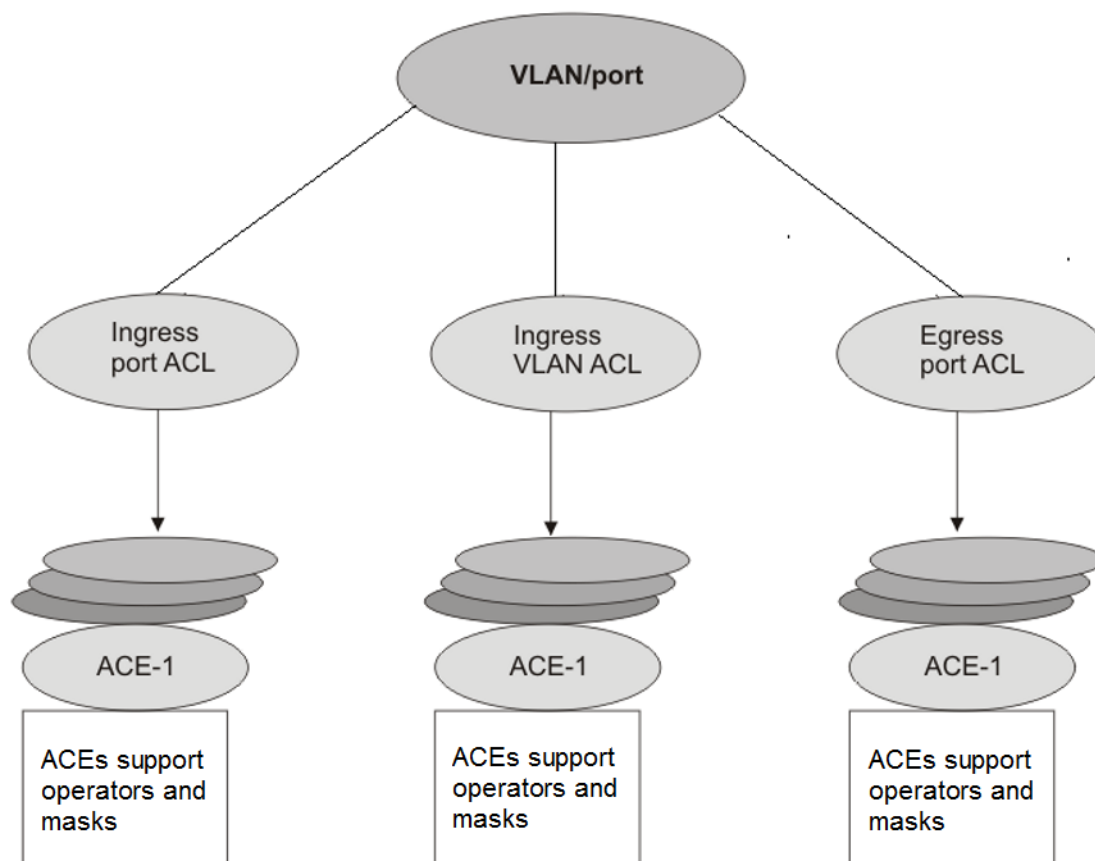 VLAN/port
Ingress
port ACL
Ingress
VLAN ACL
Egress
port ACL
ACE-1
ACE-1
ACE-1
ACEs support
operators and
masks
ACEs support
operators and
masks
ACEs support
operators and
masks